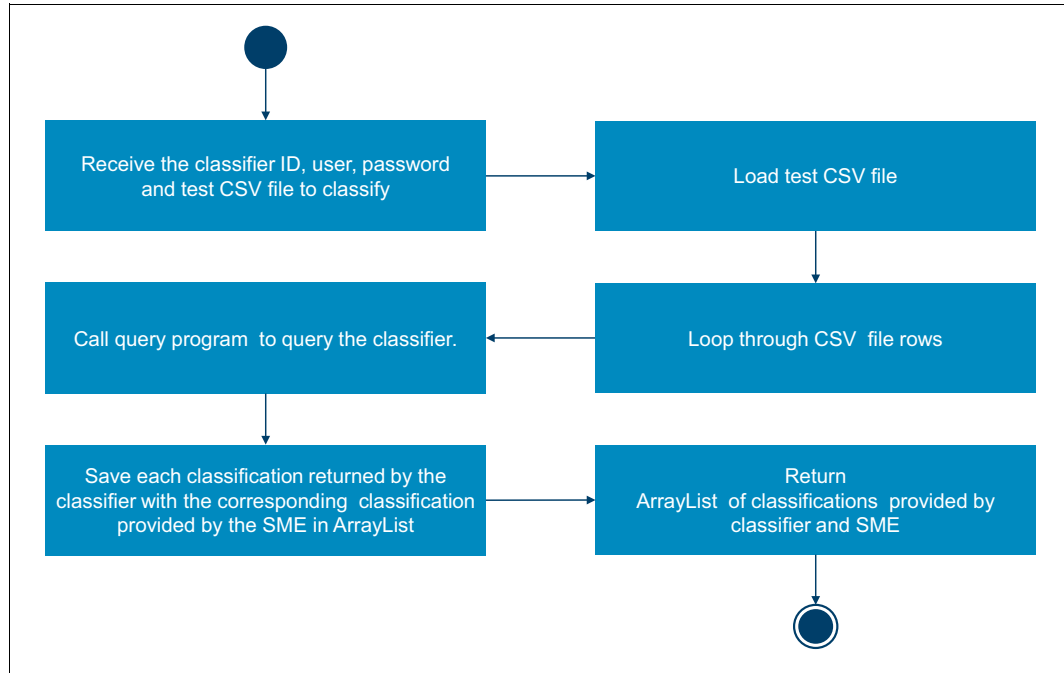 Receive the classifier ID, user, password
and test CSV file to classify
Load test CSV file
Loop through CSV  file rows
Call query program  to query the classifier.
Save each classification returned by the
classifier with the corresponding  classification
provided by the SME in ArrayList
Return
ArrayList  of classifications  provided by
classifier and SME